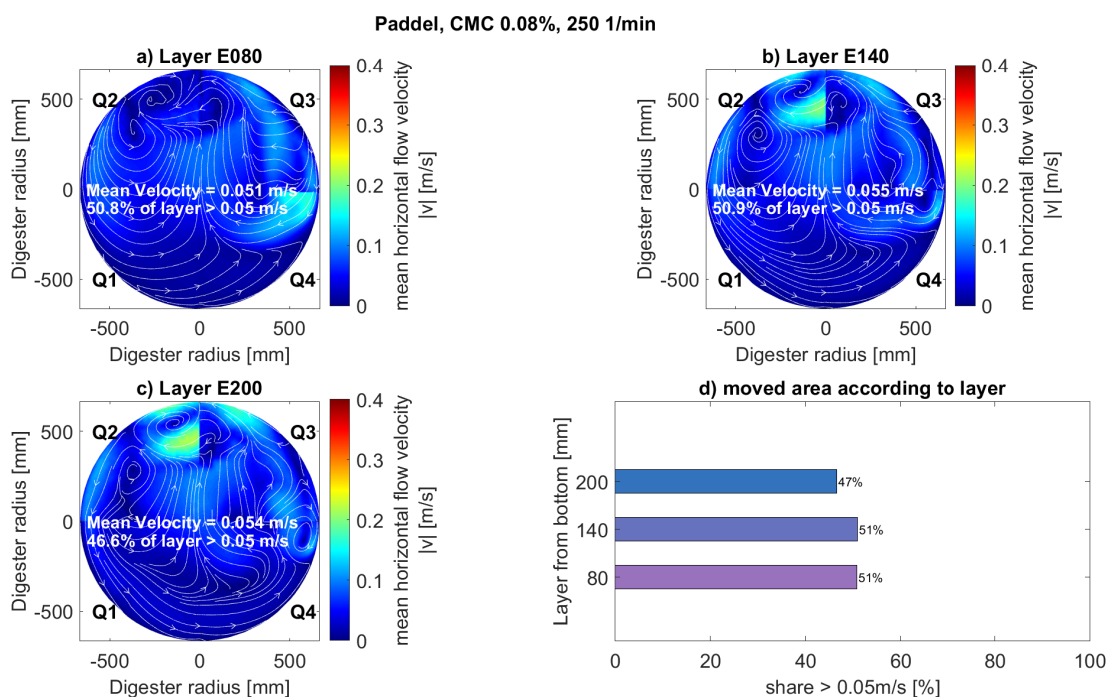 Paddel, CMC 0.08%, 250 1/min
a) Layer E080
Q2
Q3
Q1
Q4
Mean Velocity = 0.051 m/s
50.8% of layer > 0.05 m/s
500
0
-500
Digester radius [mm]
-500 0 500
Digester radius [mm]
0.4
0.3
0.2
0.1
0
mean horizontal flow velocity
|v| [m/s]
b) Layer E140
Q2
Q3
Q1
Q4
Mean Velocity = 0.055 m/s
50.9% of layer > 0.05 m/s
500
0
-500
Digester radius [mm]
-500 0 500
Digester radius [mm]
0.4
0.3
0.2
0.1
0
mean horizontal flow velocity
|v| [m/s]
c) Layer E200
Q2
Q3
Q1
Q4
Mean Velocity = 0.054 m/s
46.6% of layer > 0.05 m/s
500
0
-500
Digester radius [mm]
-500 0 500
Digester radius [mm]
0.4
0.3
0.2
0.1
0
mean horizontal flow velocity
|v| [m/s]
d) moved area according to layer
Layer from bottom [mm]
200
47%
140
51%
80
51%
0 20 40 60 80 100
share > 0.05m/s [%]